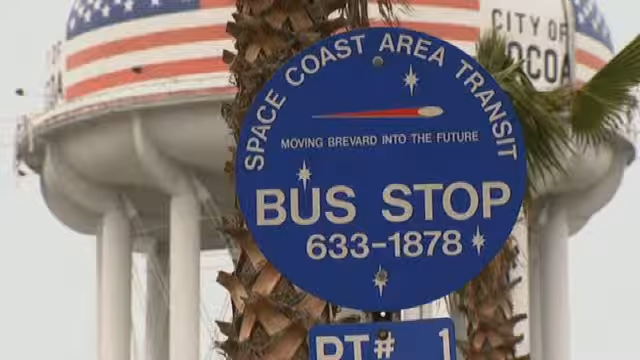 CITY OF
COCOA
SPACE COAST AREA TRANSIT
MOVING BREVARD INTO THE FUTURE
BUS STOP
633-1878
RT# 1